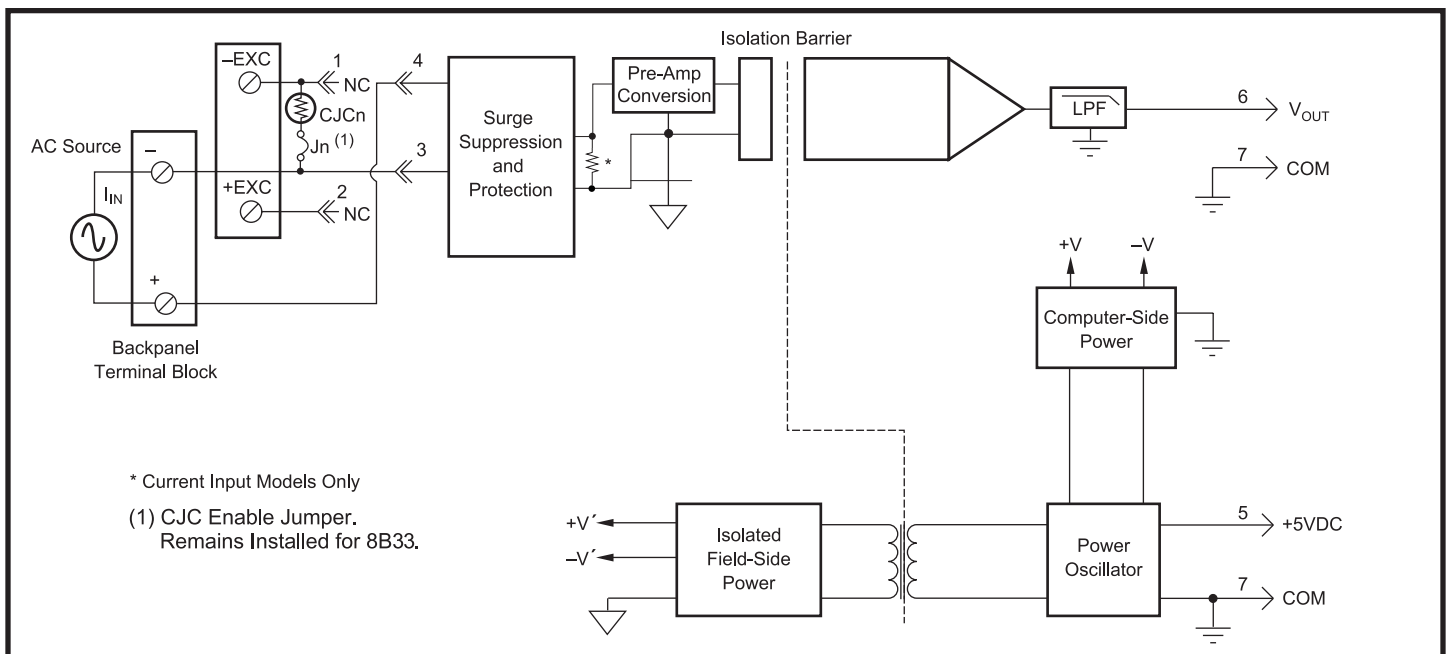 Isolation Barrier
–EXC
1
NC
4
CJCn
Jn (1)
AC Source
–
I_IN
+EXC
2
NC
3
+
Backpanel
Terminal Block
Surge
Suppression
and
Protection
*
Pre-Amp
Conversion
LPF
6
V_OUT
7
COM
+V
–V
Computer-Side
Power
* Current Input Models Only
(1) CJC Enable Jumper.
Remains Installed for 8B33.
+V´
–V´
Isolated
Field-Side
Power
Power
Oscillator
5
+5VDC
7
COM